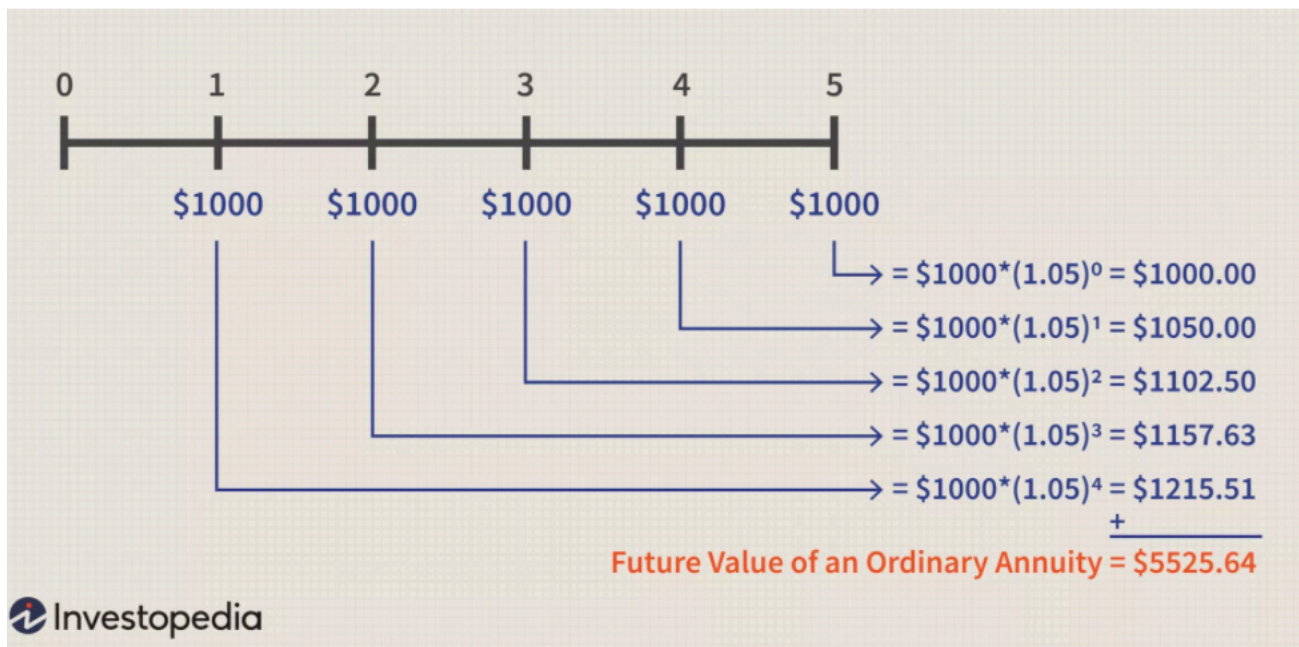 0 1 2 3 4 5
$1000 $1000 $1000 $1000 $1000
= $1000*(1.05)⁰ = $1000.00
= $1000*(1.05)¹ = $1050.00
= $1000*(1.05)² = $1102.50
= $1000*(1.05)³ = $1157.63
= $1000*(1.05)⁴ = $1215.51
+
Future Value of an Ordinary Annuity = $5525.64
Investopedia